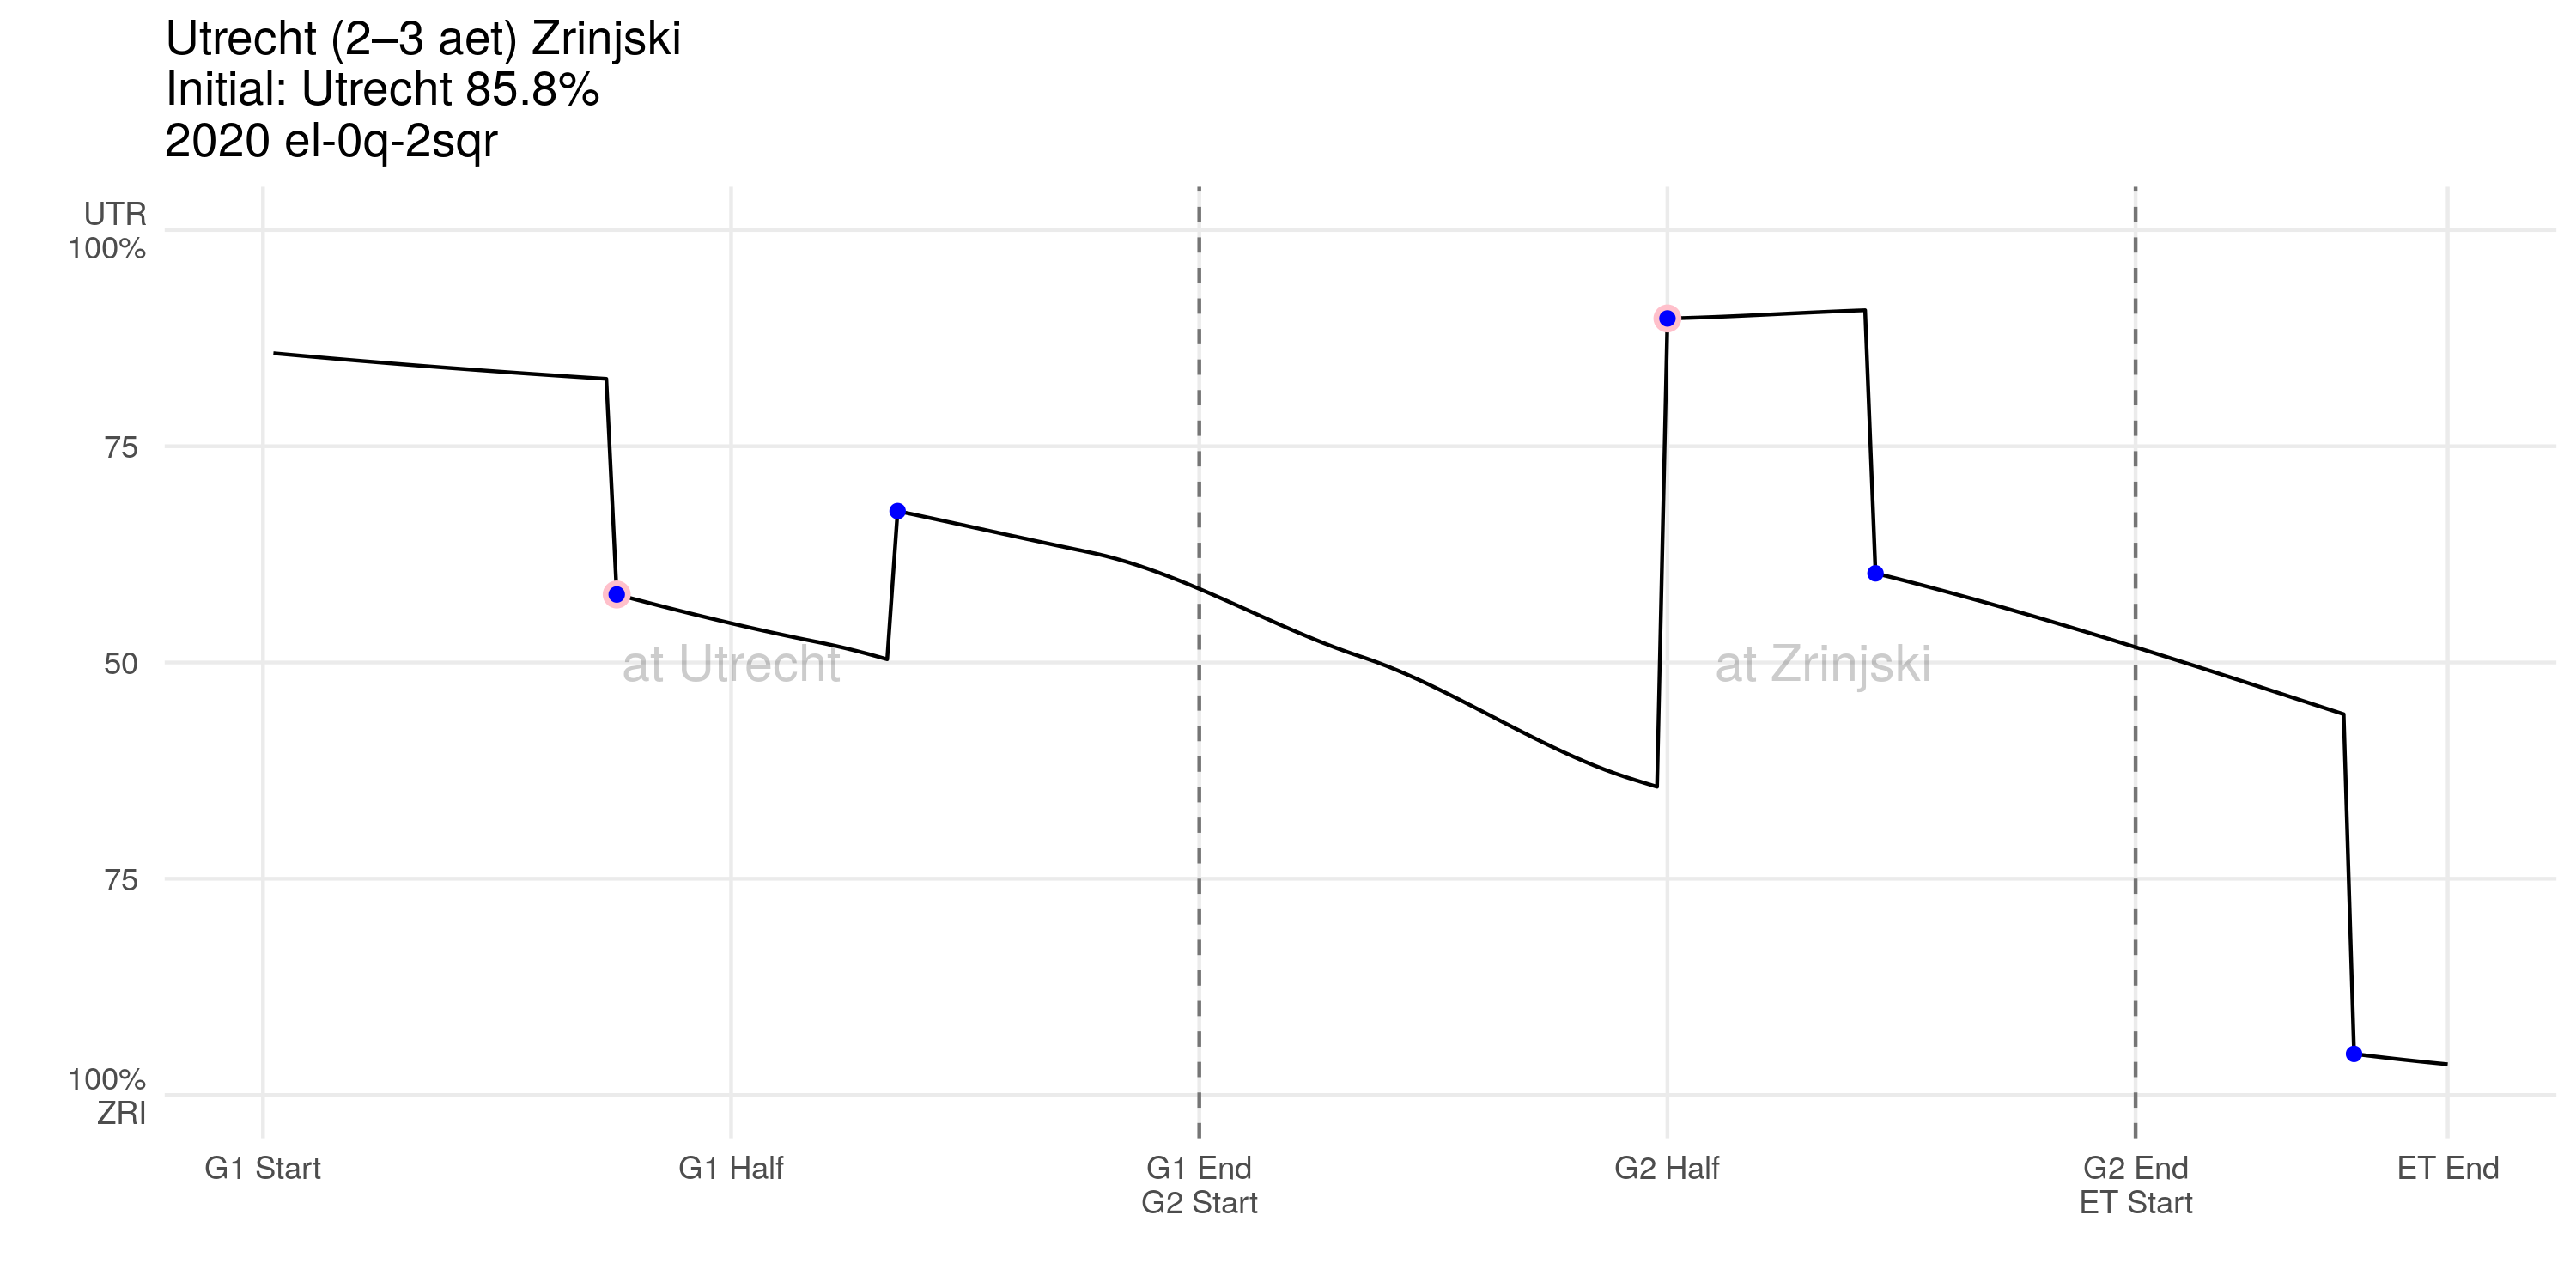 Utrecht (2–3 aet) Zrinjski
Initial: Utrecht 85.8%
2020 el-0q-2sqr
UTR
100%
75
50
75
100%
ZRI
at Utrecht
at Zrinjski
G1 Start
G1 Half
G1 End
G2 Start
G2 Half
G2 End
ET Start
ET End